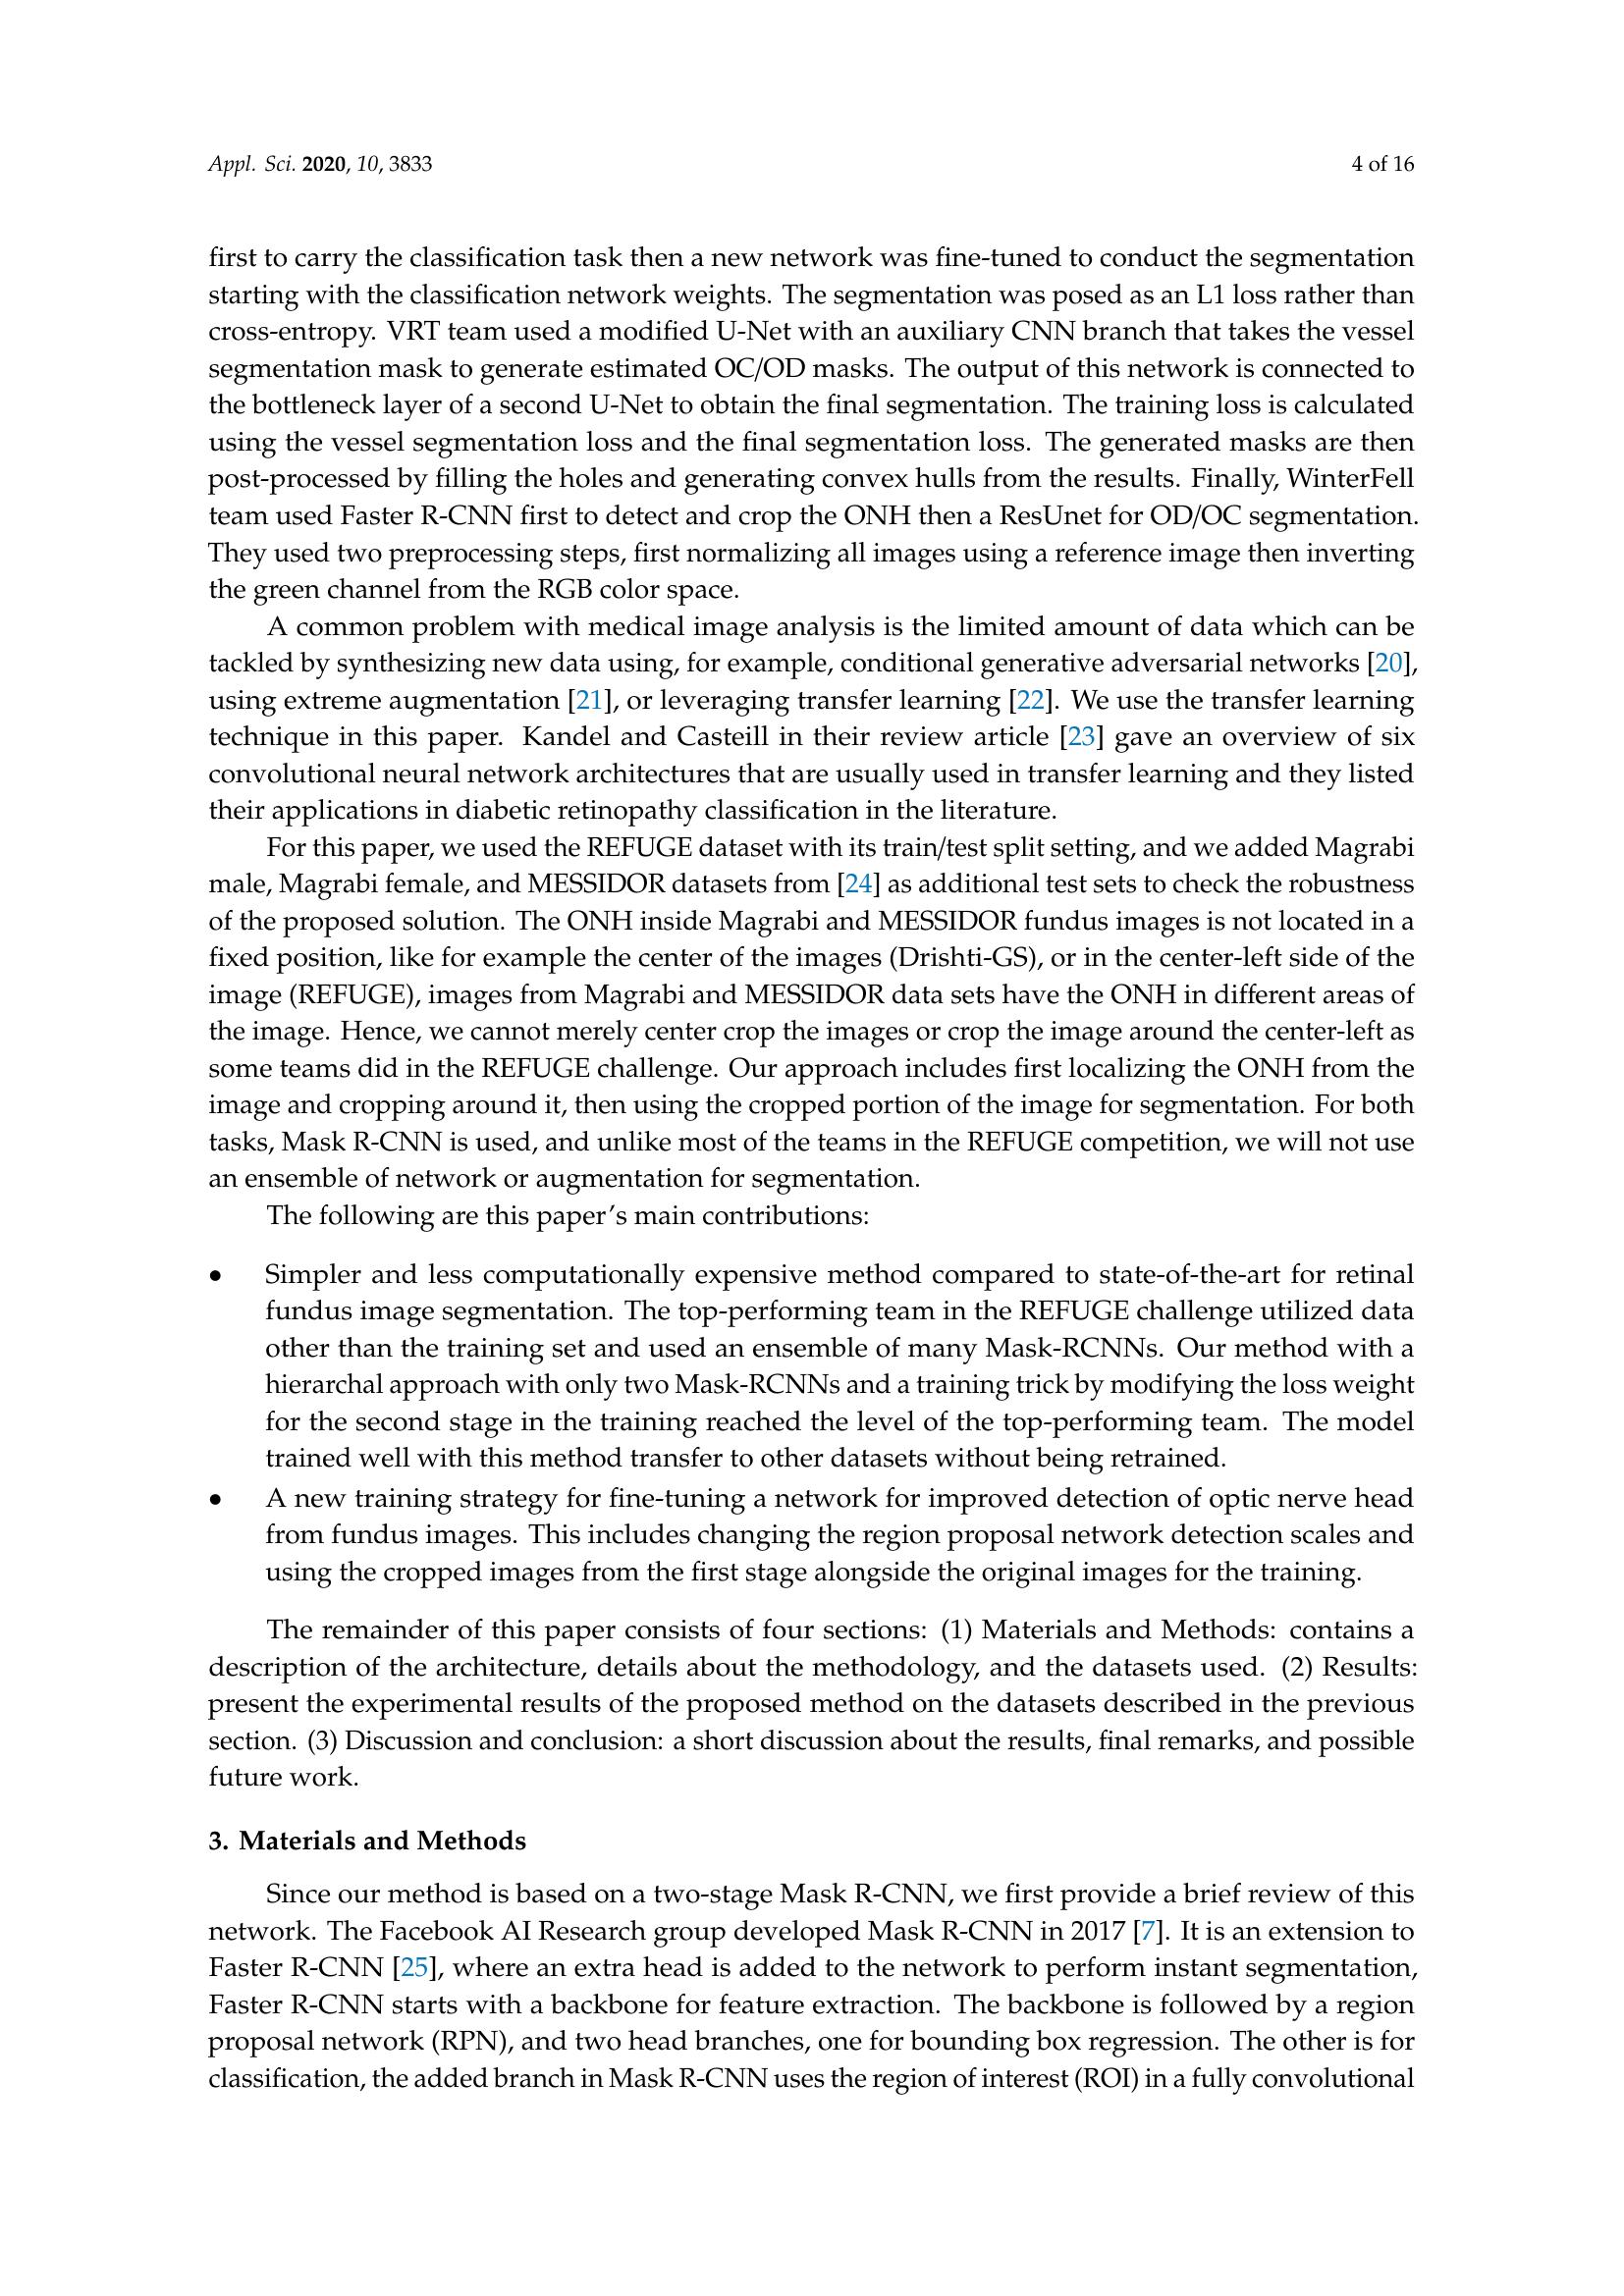 Appl. Sci. 2020, 10, 3833 4 of 16
first to carry the classification task then a new network was fine-tuned to conduct the segmentation
starting with the classification network weights. The segmentation was posed as an L1 loss rather than
cross-entropy. VRT team used a modified U-Net with an auxiliary CNN branch that takes the vessel
segmentation mask to generate estimated OC/OD masks. The output of this network is connected to
the bottleneck layer of a second U-Net to obtain the final segmentation. The training loss is calculated
using the vessel segmentation loss and the final segmentation loss. The generated masks are then
post-processed by filling the holes and generating convex hulls from the results. Finally, WinterFell
team used Faster R-CNN first to detect and crop the ONH then a ResUnet for OD/OC segmentation.
They used two preprocessing steps, first normalizing all images using a reference image then inverting
the green channel from the RGB color space.
A common problem with medical image analysis is the limited amount of data which can be
tackled by synthesizing new data using, for example, conditional generative adversarial networks [20],
using extreme augmentation [21], or leveraging transfer learning [22]. We use the transfer learning
technique in this paper. Kandel and Casteill in their review article [23] gave an overview of six
convolutional neural network architectures that are usually used in transfer learning and they listed
their applications in diabetic retinopathy classification in the literature.
For this paper, we used the REFUGE dataset with its train/test split setting, and we added Magrabi
male, Magrabi female, and MESSIDOR datasets from [24] as additional test sets to check the robustness
of the proposed solution. The ONH inside Magrabi and MESSIDOR fundus images is not located in a
fixed position, like for example the center of the images (Drishti-GS), or in the center-left side of the
image (REFUGE), images from Magrabi and MESSIDOR data sets have the ONH in different areas of
the image. Hence, we cannot merely center crop the images or crop the image around the center-left as
some teams did in the REFUGE challenge. Our approach includes first localizing the ONH from the
image and cropping around it, then using the cropped portion of the image for segmentation. For both
tasks, Mask R-CNN is used, and unlike most of the teams in the REFUGE competition, we will not use
an ensemble of network or augmentation for segmentation.
The following are this paper's main contributions:
• Simpler and less computationally expensive method compared to state-of-the-art for retinal
fundus image segmentation. The top-performing team in the REFUGE challenge utilized data
other than the training set and used an ensemble of many Mask-RCNNs. Our method with a
hierarchal approach with only two Mask-RCNNs and a training trick by modifying the loss weight
for the second stage in the training reached the level of the top-performing team. The model
trained well with this method transfer to other datasets without being retrained.
• A new training strategy for fine-tuning a network for improved detection of optic nerve head
from fundus images. This includes changing the region proposal network detection scales and
using the cropped images from the first stage alongside the original images for the training.
The remainder of this paper consists of four sections: (1) Materials and Methods: contains a
description of the architecture, details about the methodology, and the datasets used. (2) Results:
present the experimental results of the proposed method on the datasets described in the previous
section. (3) Discussion and conclusion: a short discussion about the results, final remarks, and possible
future work.
3. Materials and Methods
Since our method is based on a two-stage Mask R-CNN, we first provide a brief review of this
network. The Facebook AI Research group developed Mask R-CNN in 2017 [7]. It is an extension to
Faster R-CNN [25], where an extra head is added to the network to perform instant segmentation,
Faster R-CNN starts with a backbone for feature extraction. The backbone is followed by a region
proposal network (RPN), and two head branches, one for bounding box regression. The other is for
classification, the added branch in Mask R-CNN uses the region of interest (ROI) in a fully convolutional